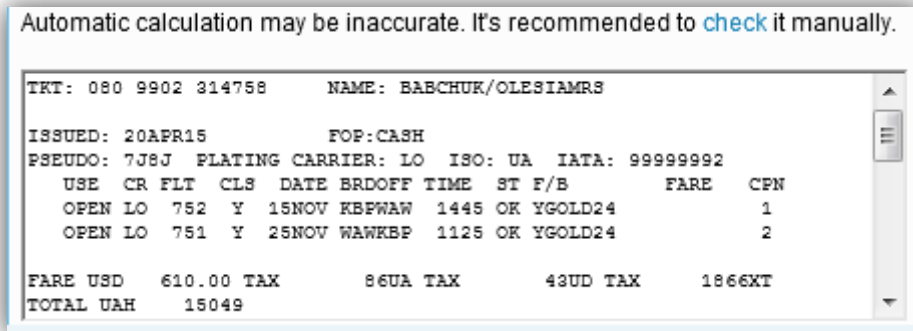 Automatic calculation may be inaccurate. It's recommended to check it manually.
TKT: 080 9902 314758 NAME: BABCHUK/OLESIAMRS
ISSUED: 20APR15 FOP:CASH
PSEUDO: 7J8J PLATING CARRIER: LO ISO: UA IATA: 99999992
USE CR FLT CLS DATE BRDOFF TIME ST F/B FARE CPN
OPEN LO 752 Y 15NOV KBPWAW 1445 OK YGOLD24 1
OPEN LO 751 Y 25NOV WAWKBP 1125 OK YGOLD24 2
FARE USD 610.00 TAX 86UA TAX 43UD TAX 1866XT
TOTAL UAH 15049